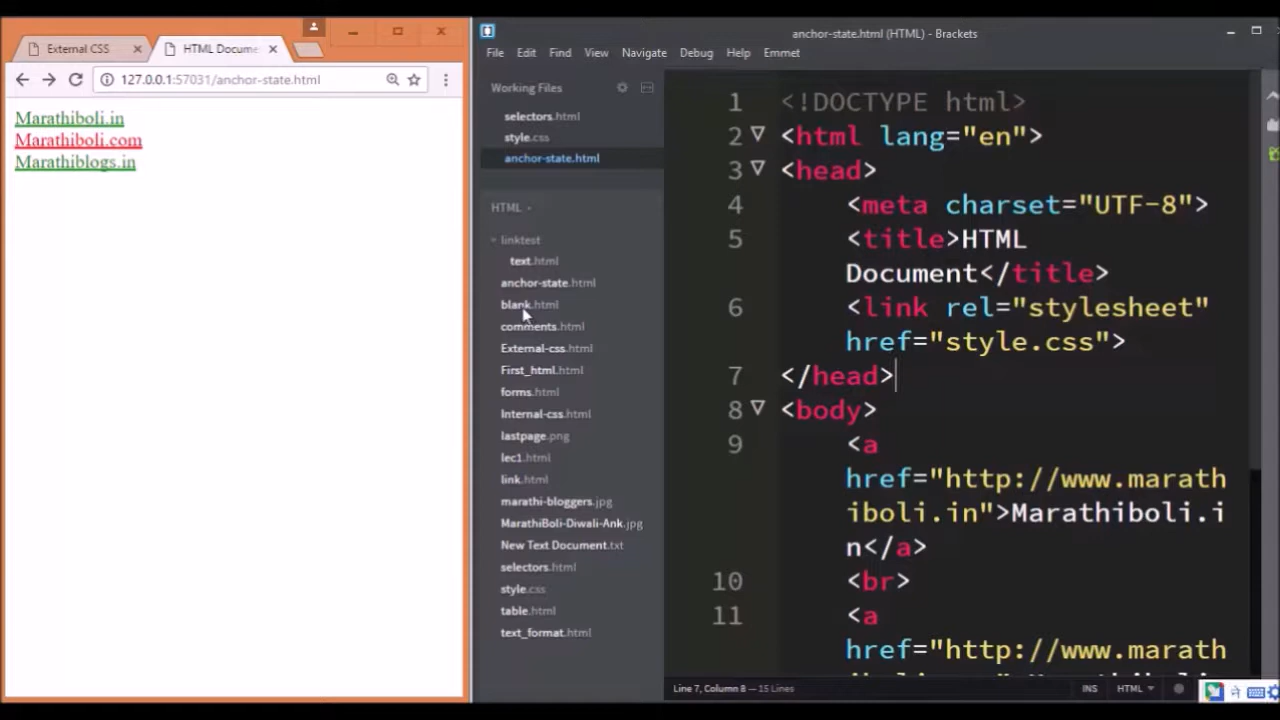 External CSS
HTML Docume
127.0.0.1:57031/anchor-state.html
Marathiboli.in
Marathiboli.com
Marathiblogs.in
anchor-state.html (HTML) - Brackets
File Edit Find View Navigate Debug Help Emmet
Working Files
selectors.html
style.css
anchor-state.html
HTML
linktest
text.html
anchor-state.html
blank.html
comments.html
External-css.html
First_html.html
forms.html
Internal-css.html
lastpage.png
lec1.html
link.html
marathi-bloggers.jpg
MarathiBoli-Diwali-Ank.jpg
New Text Document.txt
selectors.html
style.css
table.html
text_format.html
1 <!DOCTYPE html>
2 <html lang="en">
3 <head>
4 <meta charset="UTF-8">
5 <title>HTML
Document</title>
6 <link rel="stylesheet"
href="style.css">
7 </head>
8 <body>
9 <a
href="http://www.marath
iboli.in">Marathiboli.i
n</a>
10 <br>
11 <a
href="http://www.marath
Line 7, Column 8 — 15 Lines
INS HTML